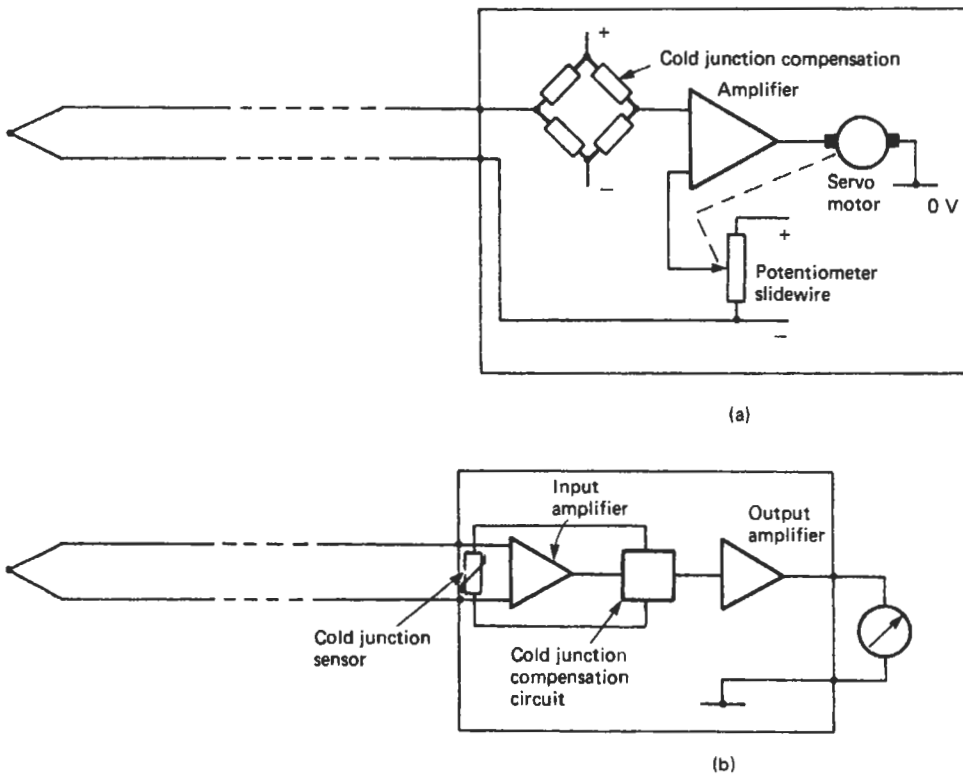 +
Cold junction compensation
Amplifier
−
Servo
motor
0 V
+
Potentiometer
slidewire
−
(a)
Input
amplifier
Output
amplifier
Cold junction
sensor
Cold junction
compensation
circuit
(b)